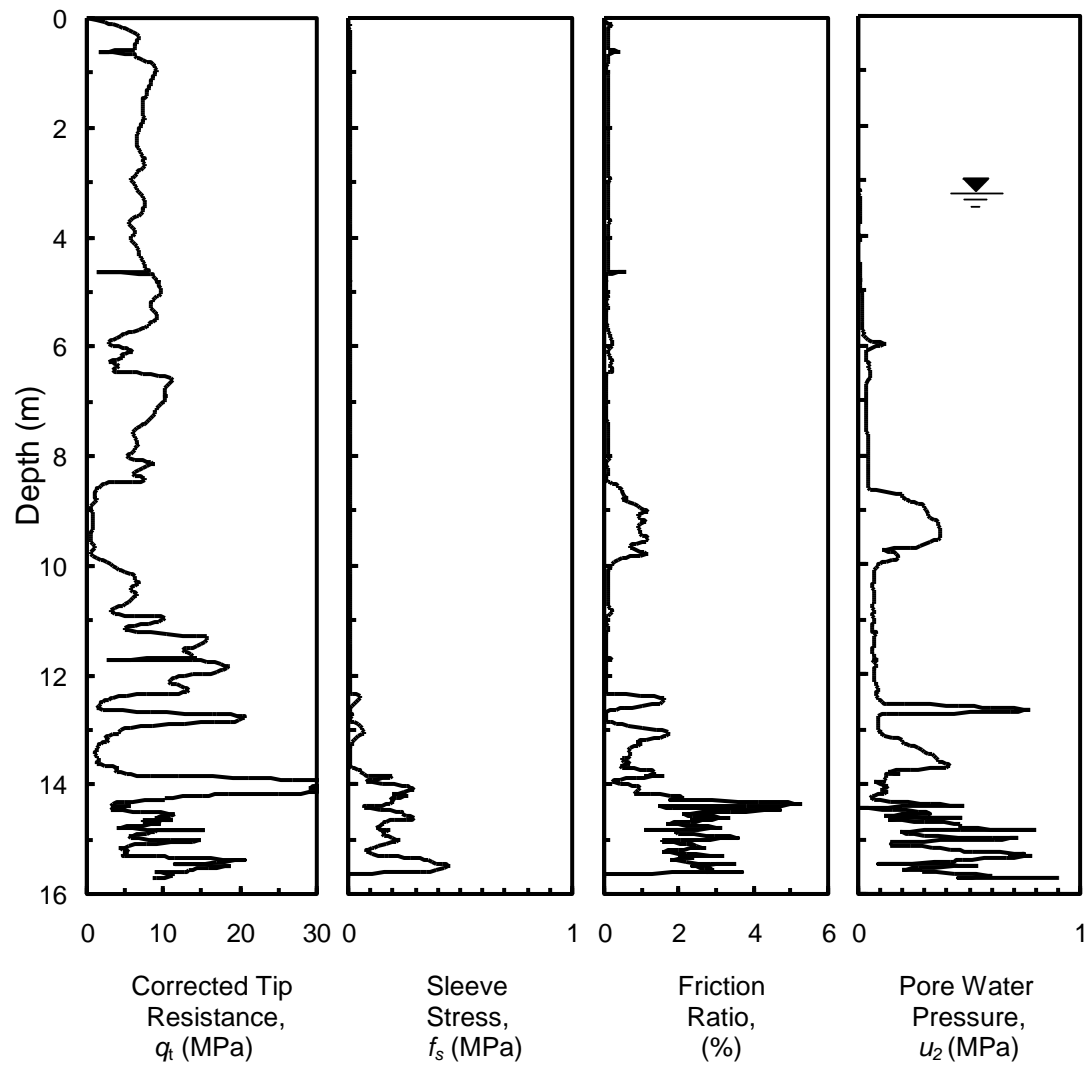 0
2
4
6
8
10
12
14
16
Depth (m)
0 10 20 30 0 1 0 2 4 6 0 1
Corrected Tip
Resistance,
qt (MPa)
Sleeve
Stress,
fs (MPa)
Friction
Ratio,
(%)
Pore Water
Pressure,
u2 (MPa)